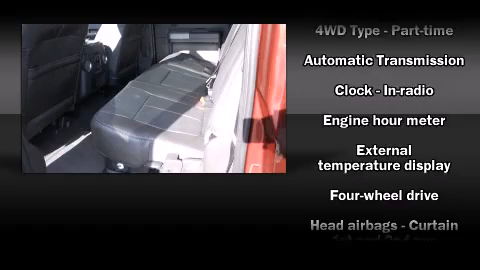 4WD Type - Part-time
Automatic Transmission
Clock - In-radio
Engine hour meter
External
temperature display
Four-wheel drive
Head airbags - Curtain